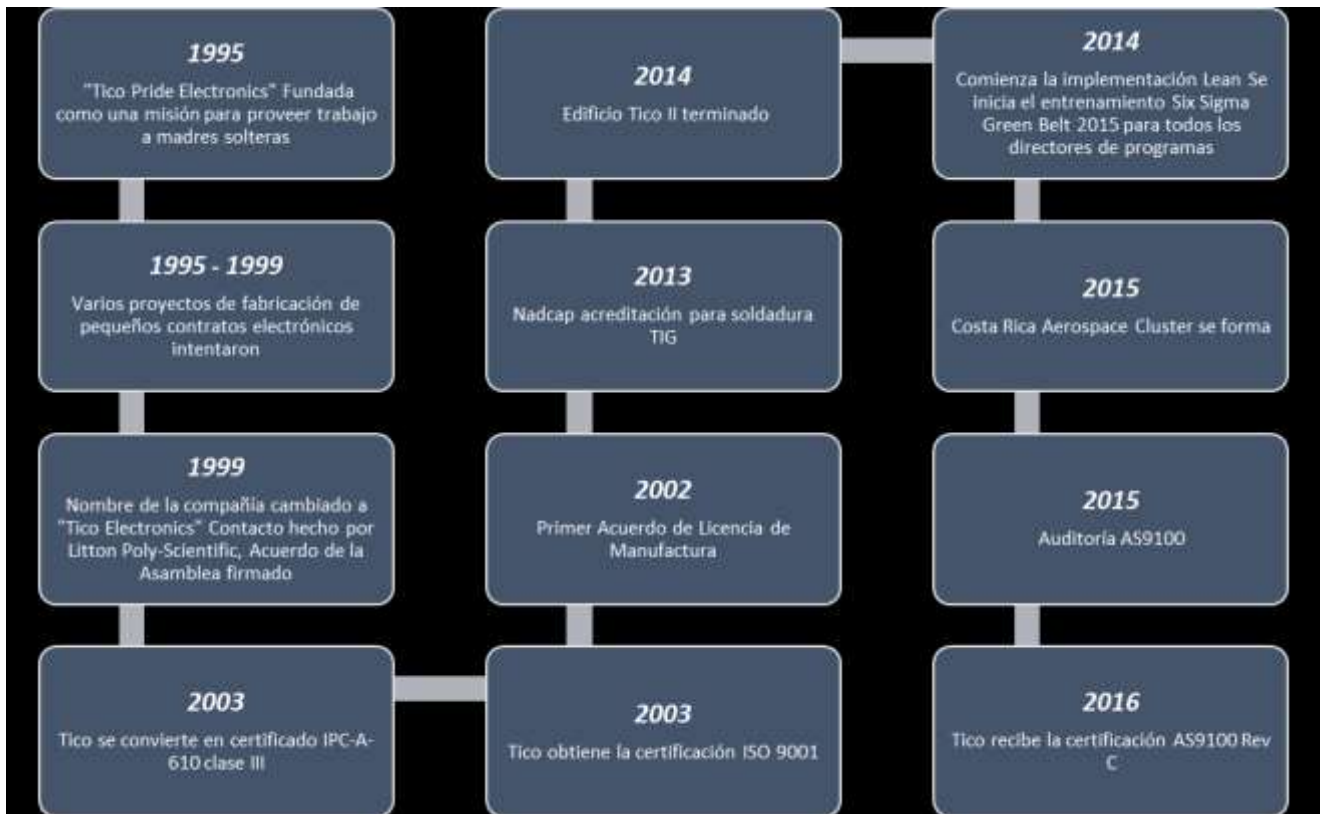 1995
"Tico Pride Electronics" Fundada
como una misión para proveer trabajo
a madres solteras
1995 - 1999
Varios proyectos de fabricación de
pequeños contratos electrónicos
intentaron
1999
Nombre de la compañía cambiado a
"Tico Electronics" Contacto hecho por
Litton Poly-Scientific, Acuerdo de la
Asamblea firmado
2003
Tico se convierte en certificado IPC-A-
610 clase III
2003
Tico obtiene la certificación ISO 9001
2002
Primer Acuerdo de Licencia de
Manufactura
2013
Nadcap acreditación para soldadura
TIG
2014
Edificio Tico II terminado
2014
Comienza la implementación Lean Se
inicia el entrenamiento Six Sigma
Green Belt 2015 para todos los
directores de programas
2015
Costa Rica Aerospace Cluster se forma
2015
Auditoría AS9100
2016
Tico recibe la certificación AS9100 Rev
C